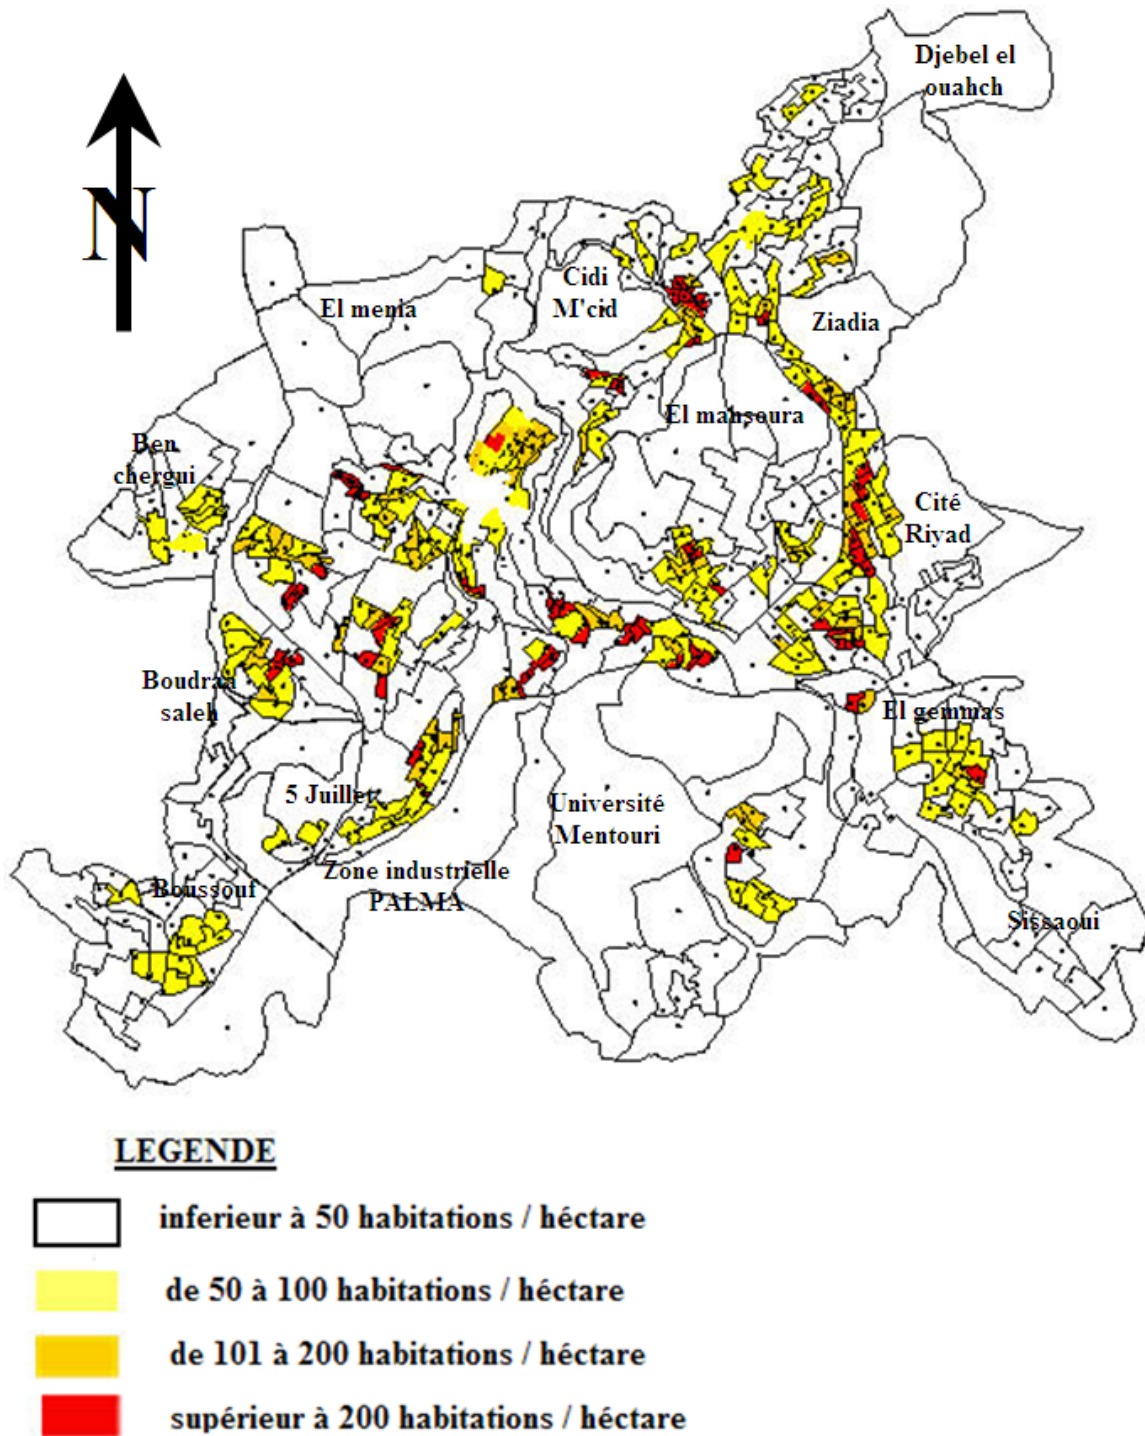 Djebel el
ouahch
N
Cidi
M'cid
El menia
Ziadia
El mansoura
Ben
chergui
Cité
Riyad
Boudraa
saleh
El gemmas
5 Juillet
Université
Mentouri
Zone industrielle
PALMA
Boussouf
Sissaoui
LEGENDE
inferieur à 50 habitations / héctare
de 50 à 100 habitations / héctare
de 101 à 200 habitations / héctare
supérieur à 200 habitations / héctare